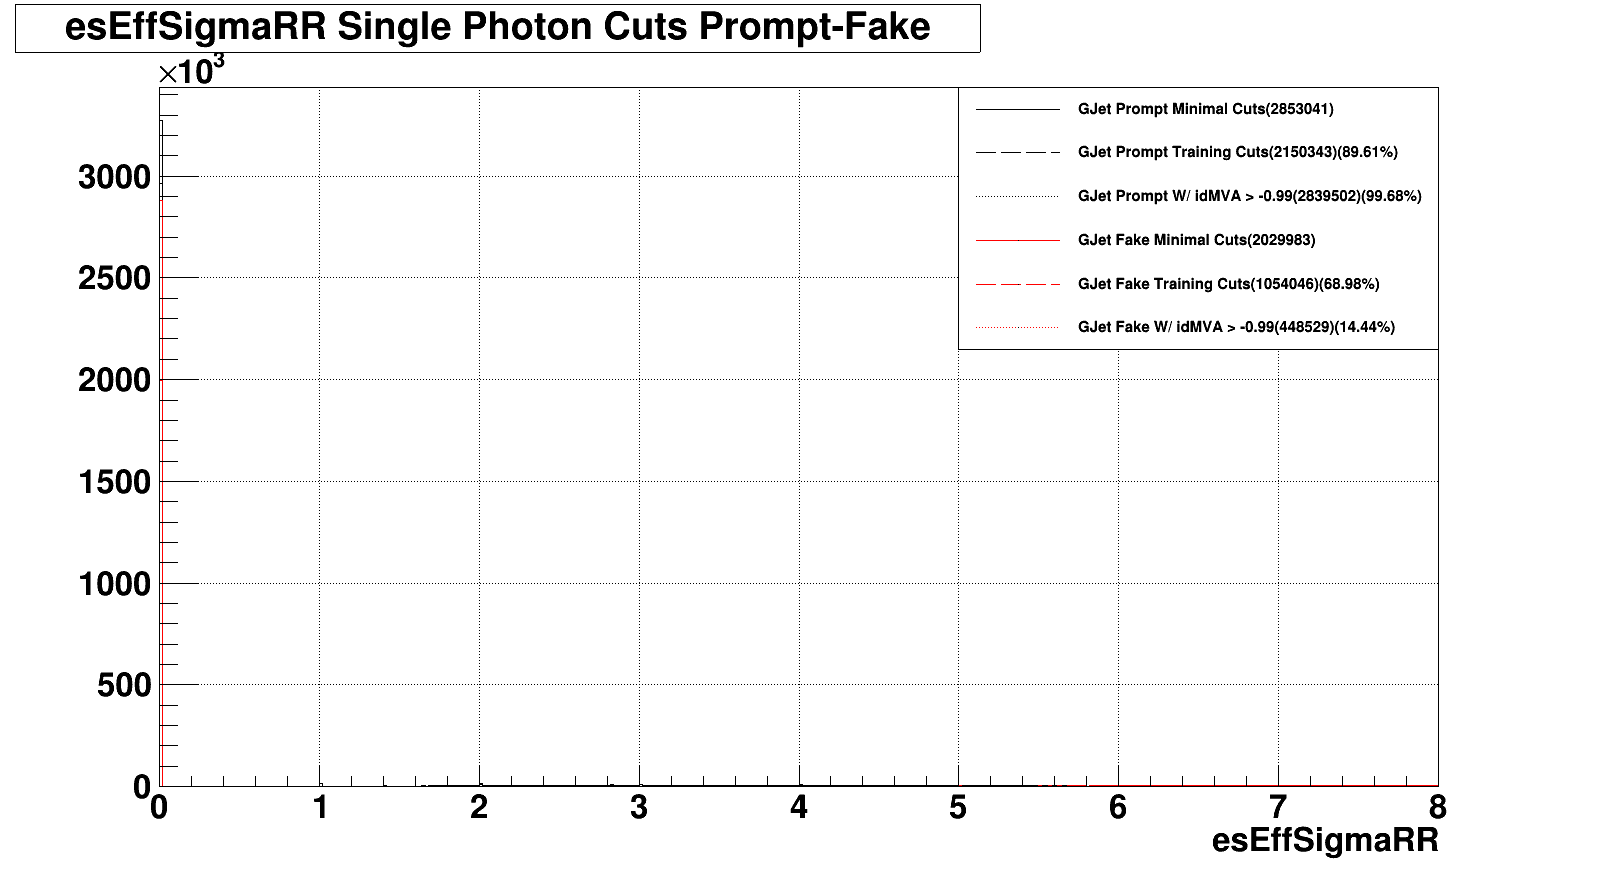 esEffSigmaRR Single Photon Cuts Prompt-Fake
×10³
GJet Prompt Minimal Cuts(2853041)
GJet Prompt Training Cuts(2150343)(89.61%)
GJet Prompt W/ idMVA > -0.99(2839502)(99.68%)
GJet Fake Minimal Cuts(2029983)
GJet Fake Training Cuts(1054046)(68.98%)
GJet Fake W/ idMVA > -0.99(448529)(14.44%)
3000
2500
2000
1500
1000
500
0
0 1 2 3 4 5 6 7 8
esEffSigmaRR